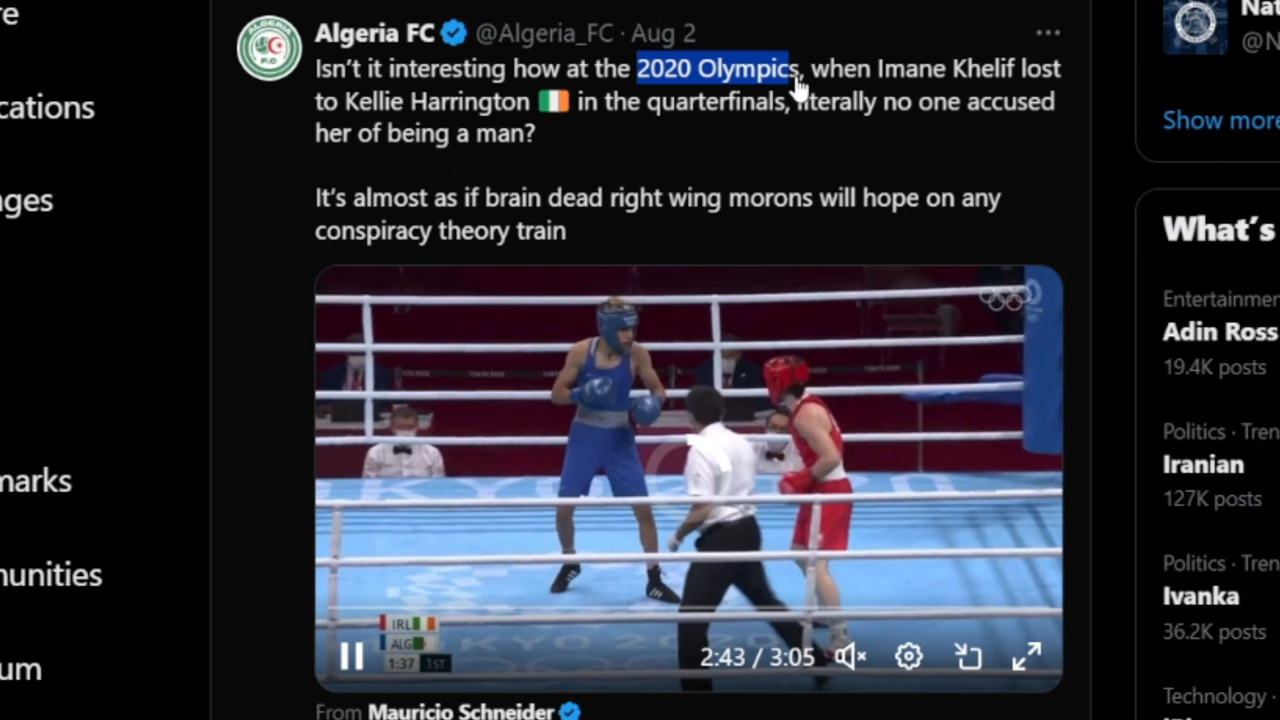 re
cations
nges
marks
nunities
um
Algeria FC @Algeria_FC · Aug 2
Isn't it interesting how at the 2020 Olympics, when Imane Khelif lost
to Kellie Harrington 🇮🇪 in the quarterfinals, literally no one accused
her of being a man?
It's almost as if brain dead right wing morons will hope on any
conspiracy theory train
TOKYO 2020
IRL
ALG
1:37 1ST
2:43 / 3:05
From Mauricio Schneider
Nat
@N
Show more
What's
Entertainmen
Adin Ross
19.4K posts
Politics · Tren
Iranian
127K posts
Politics · Tren
Ivanka
36.2K posts
Technology ·